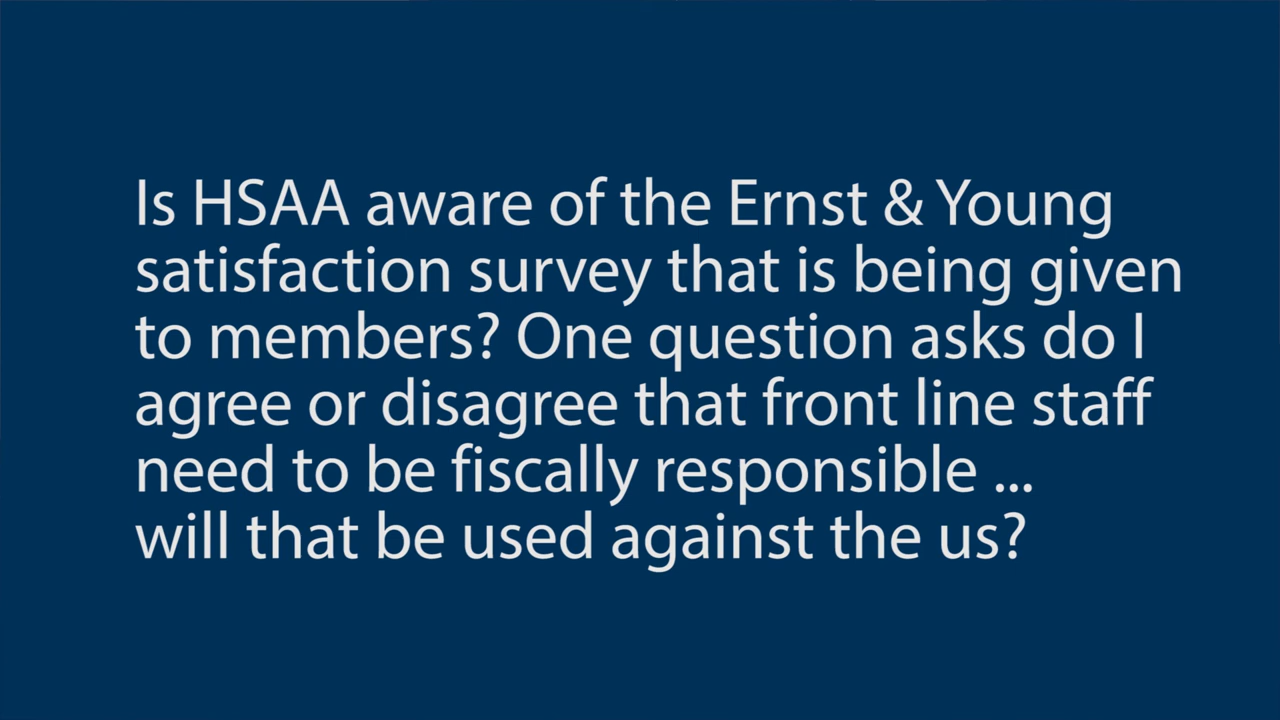 Is HSAA aware of the Ernst & Young
satisfaction survey that is being given
to members? One question asks do I
agree or disagree that front line staff
need to be fiscally responsible ...
will that be used against the us?